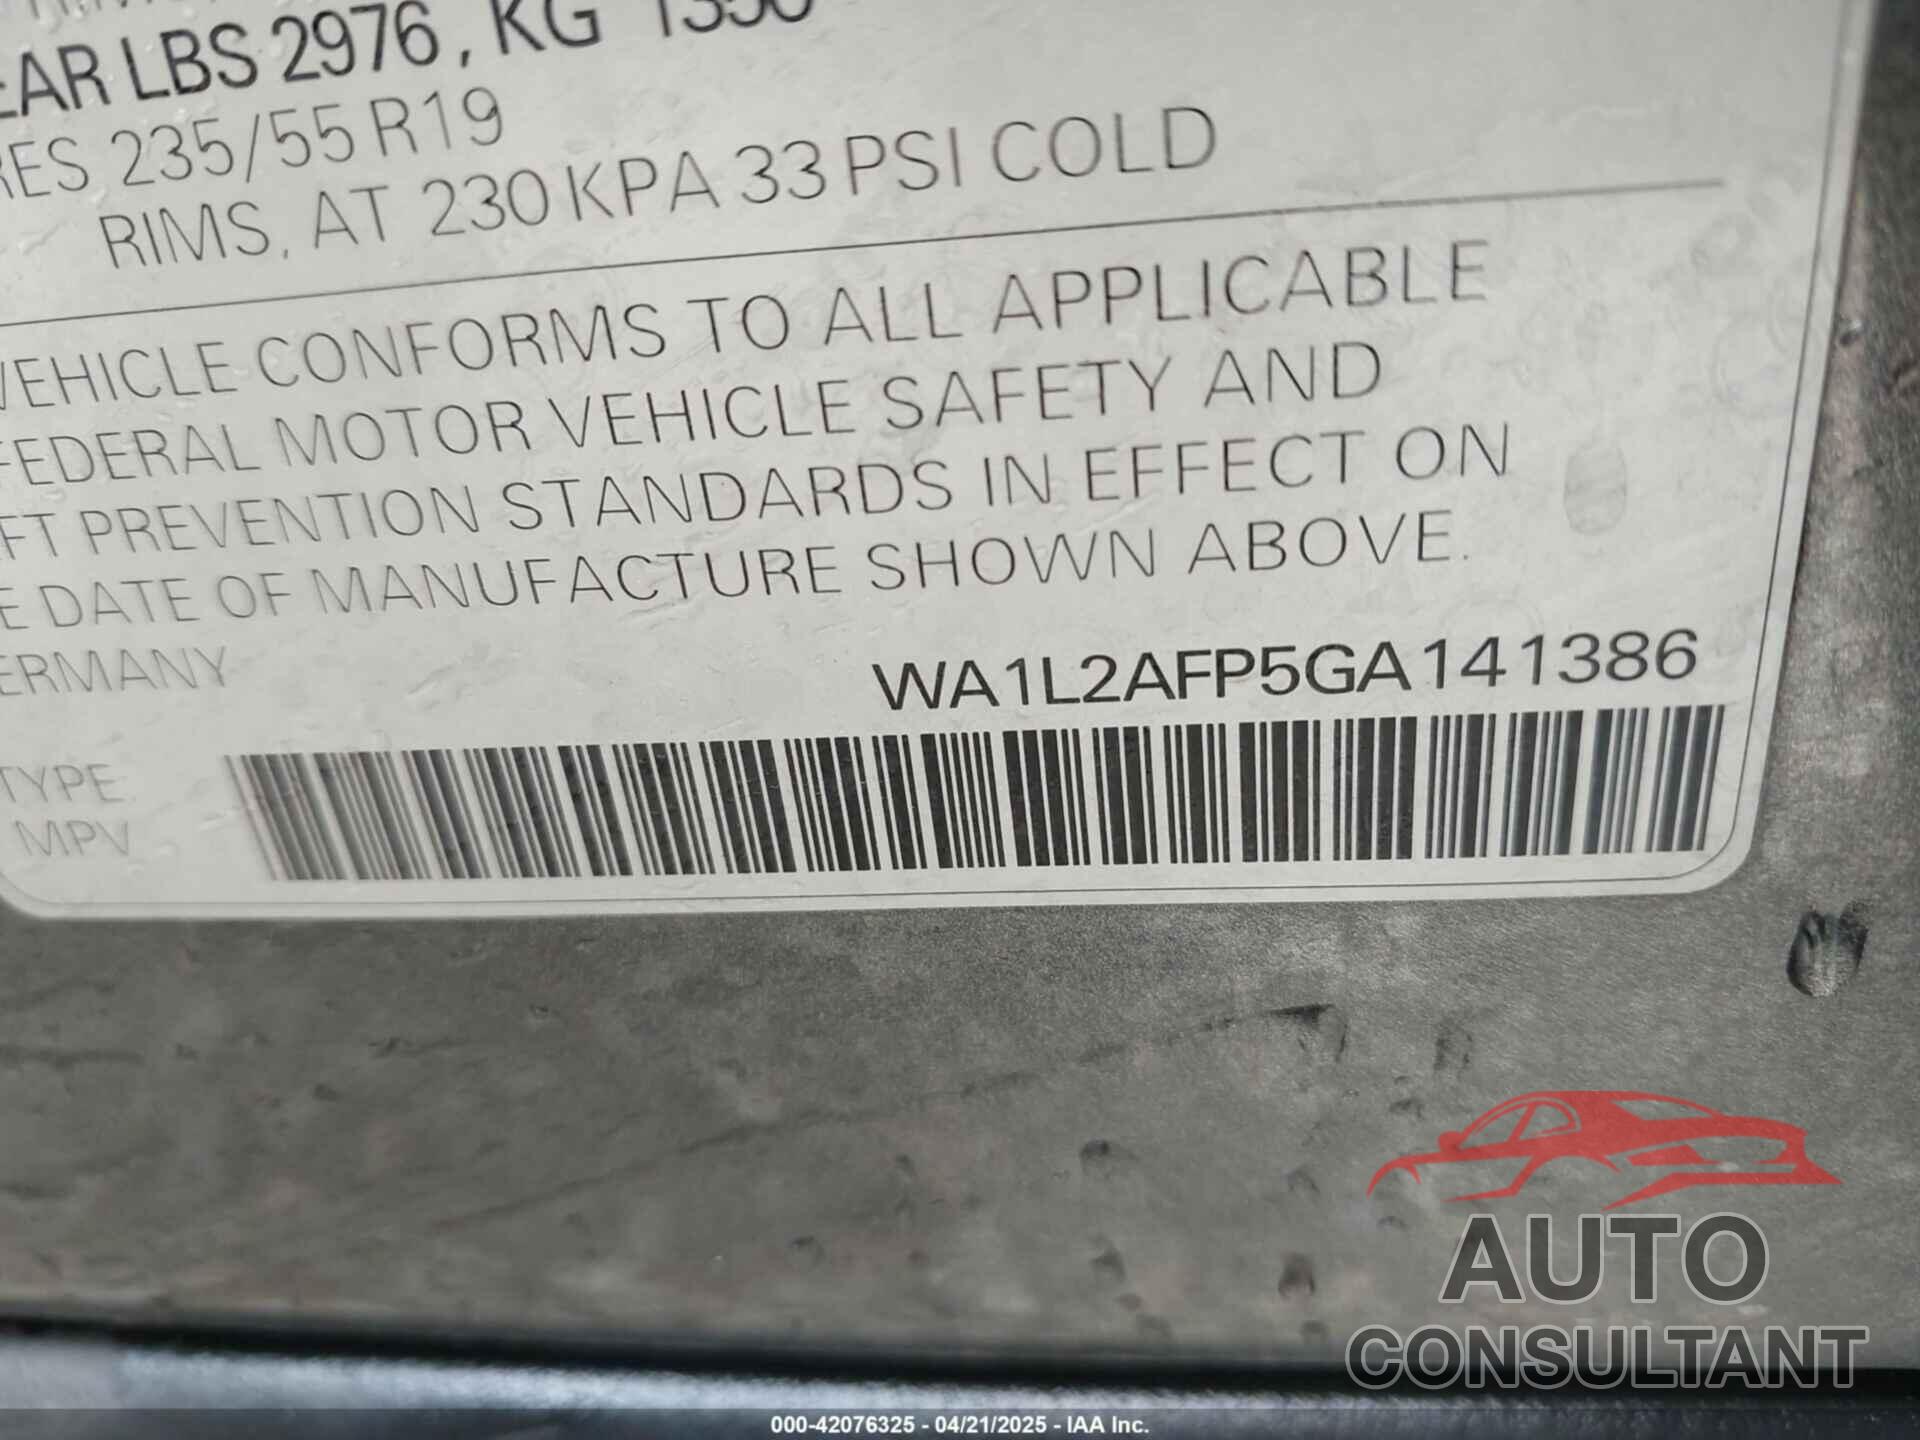 EAR LBS 2976, KG 1350
RES 235/55 R19
RIMS, AT 230 KPA 33 PSI COLD
VEHICLE CONFORMS TO ALL APPLICABLE
FEDERAL MOTOR VEHICLE SAFETY AND
FT PREVENTION STANDARDS IN EFFECT ON
E DATE OF MANUFACTURE SHOWN ABOVE.
ERMANY
WA1L2AFP5GA141386
TYPE
MPV
AUTO
CONSULTANT
000-42076325 - 04/21/2025 - IAA Inc.